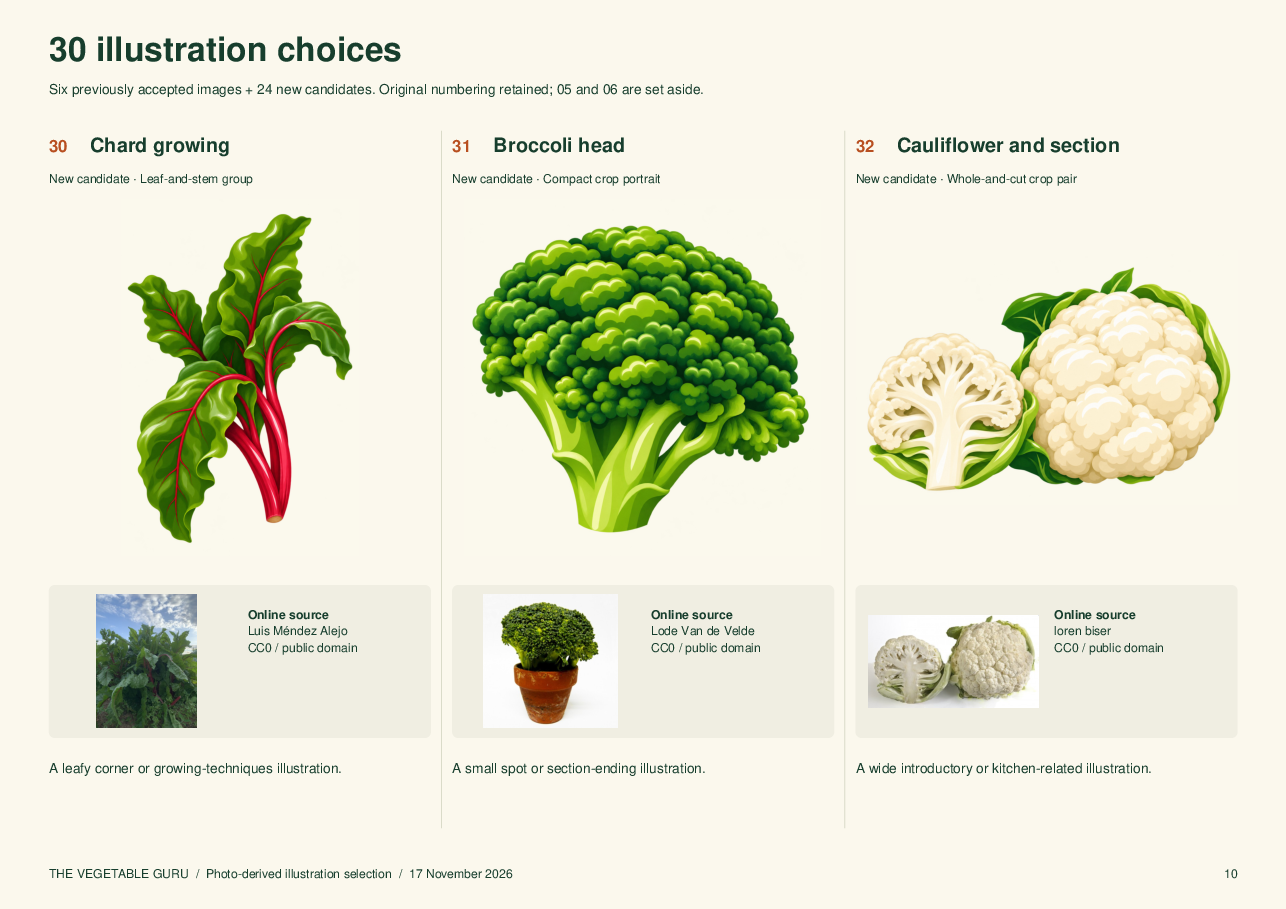 30 illustration choices
Six previously accepted images + 24 new candidates. Original numbering retained; 05 and 06 are set aside.
30 Chard growing
New candidate · Leaf-and-stem group
Online source
Luis Méndez Alejo
CC0 / public domain
A leafy corner or growing-techniques illustration.
31 Broccoli head
New candidate · Compact crop portrait
Online source
Lode Van de Velde
CC0 / public domain
A small spot or section-ending illustration.
32 Cauliflower and section
New candidate · Whole-and-cut crop pair
Online source
loren biser
CC0 / public domain
A wide introductory or kitchen-related illustration.
THE VEGETABLE GURU / Photo-derived illustration selection / 17 November 2026
10